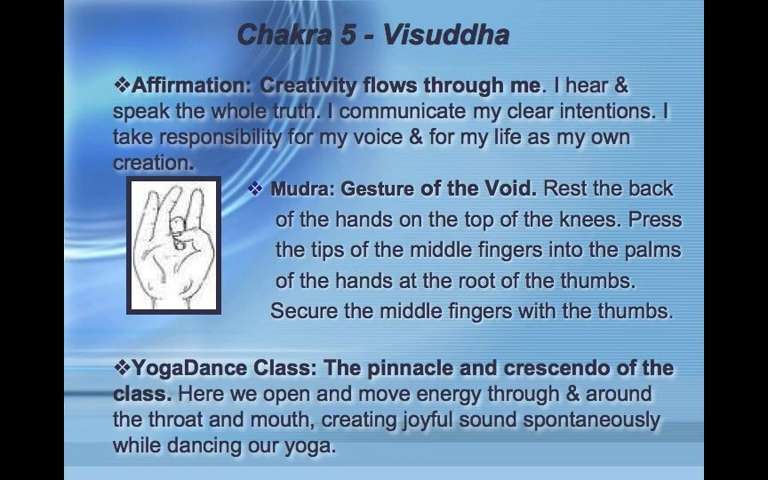 Chakra 5 - Visuddha
❖Affirmation: Creativity flows through me. I hear &
speak the whole truth. I communicate my clear intentions. I
take responsibility for my voice & for my life as my own
creation.
❖ Mudra: Gesture of the Void. Rest the back
of the hands on the top of the knees. Press
the tips of the middle fingers into the palms
of the hands at the root of the thumbs.
Secure the middle fingers with the thumbs.
❖YogaDance Class: The pinnacle and crescendo of the
class. Here we open and move energy through & around
the throat and mouth, creating joyful sound spontaneously
while dancing our yoga.